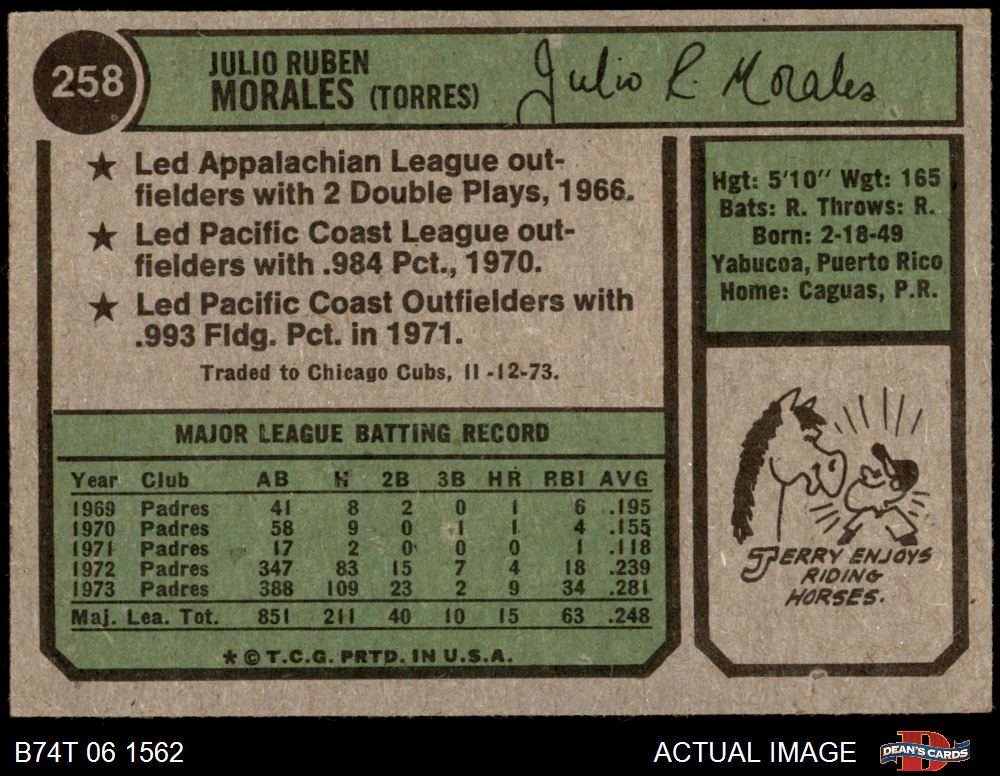 258
JULIO RUBEN
MORALES (TORRES)
Julio R. Morales
★ Led Appalachian League out-
fielders with 2 Double Plays, 1966.
★ Led Pacific Coast League out-
fielders with .984 Pct., 1970.
★ Led Pacific Coast Outfielders with
.993 Fldg. Pct. in 1971.
Traded to Chicago Cubs, 11-12-73.
Hgt: 5'10" Wgt: 165
Bats: R. Throws: R.
Born: 2-18-49
Yabucoa, Puerto Rico
Home: Caguas, P.R.
MAJOR LEAGUE BATTING RECORD
Year Club AB H 2B 3B HR RBI AVG
1969 Padres 41 8 2 0 1 6 .195
1970 Padres 58 9 0 1 1 4 .155
1971 Padres 17 2 0 0 0 1 .118
1972 Padres 347 83 15 7 4 18 .239
1973 Padres 388 109 23 2 9 34 .281
Maj. Lea. Tot. 851 211 40 10 15 63 .248
* © T.C.G. PRTD. IN U.S.A.
JERRY ENJOYS
RIDING
HORSES.
B74T 06 1562
ACTUAL IMAGE
D
DEAN'S CARDS